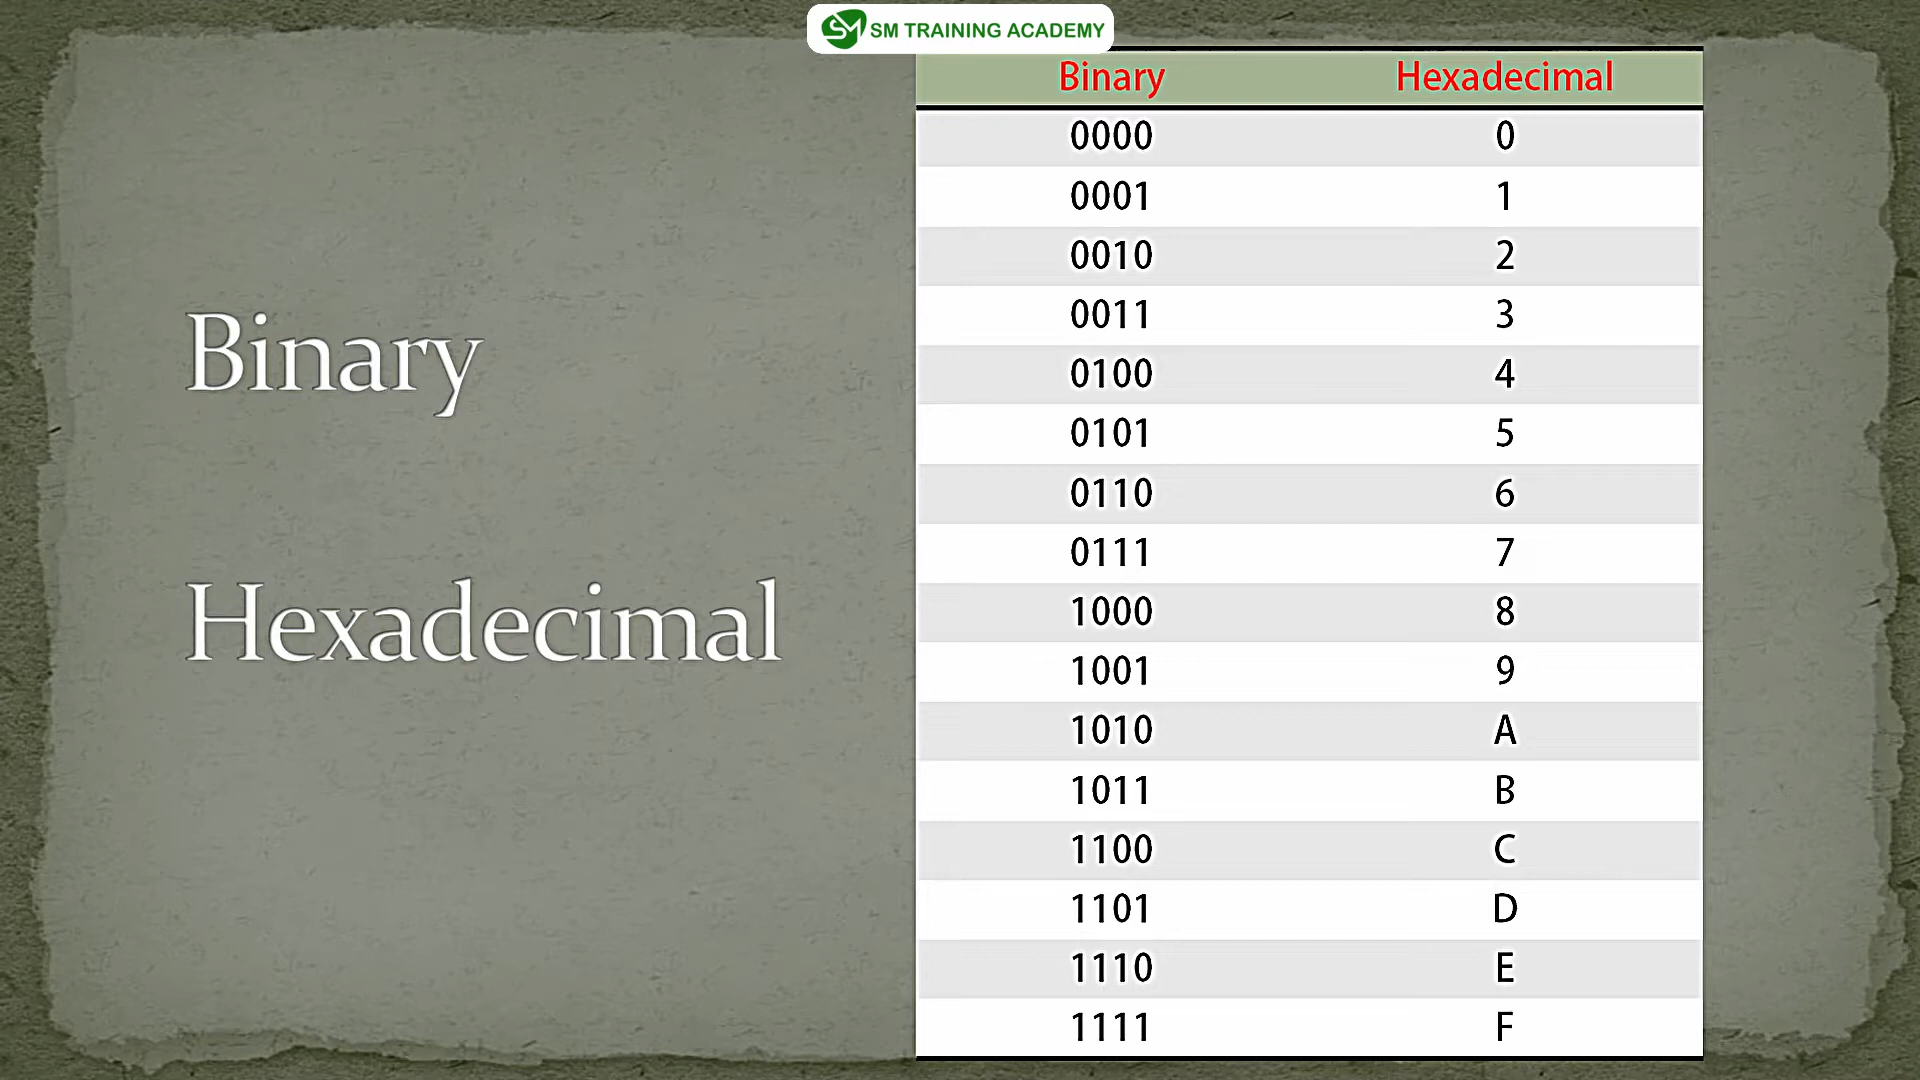 SM TRAINING ACADEMY
Binary
Hexadecimal
Binary Hexadecimal
0000 0
0001 1
0010 2
0011 3
0100 4
0101 5
0110 6
0111 7
1000 8
1001 9
1010 A
1011 B
1100 C
1101 D
1110 E
1111 F